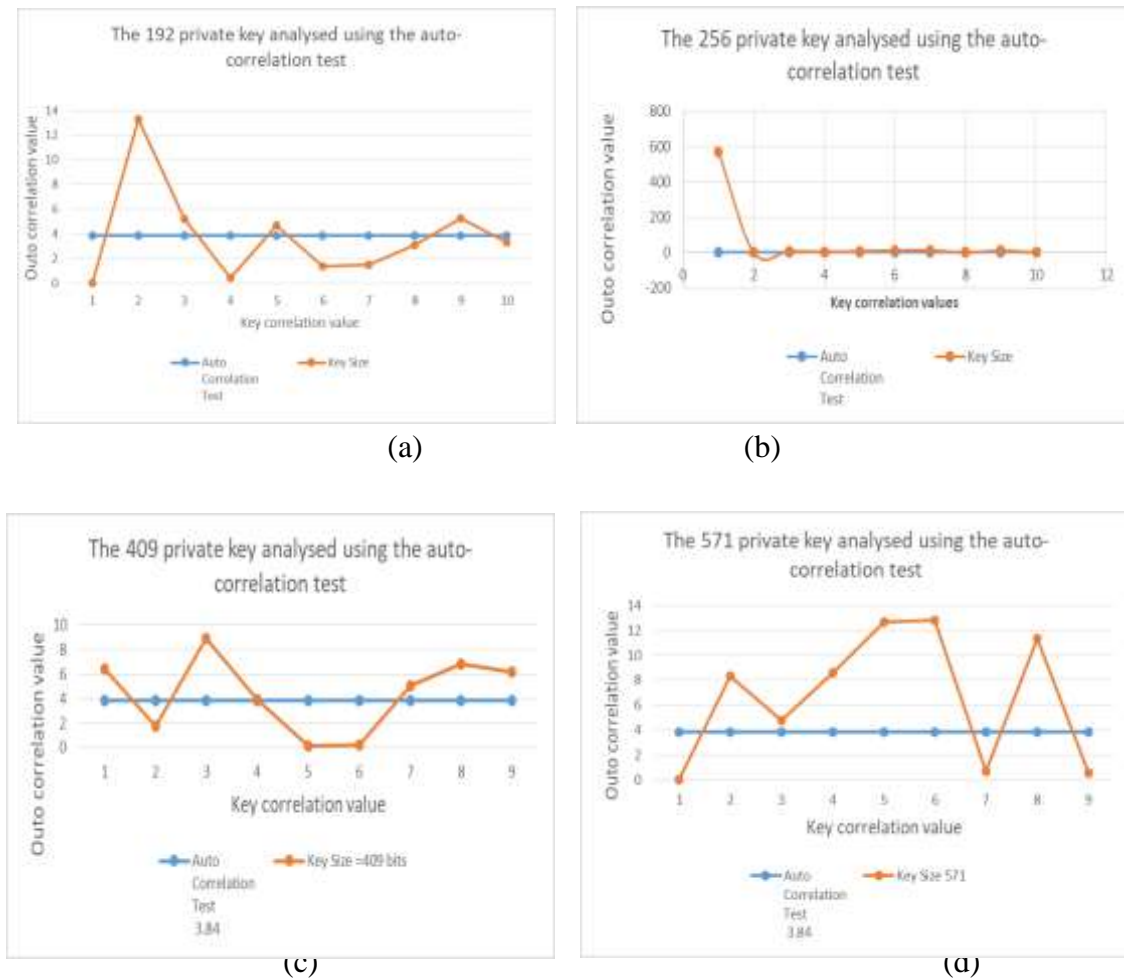 The 192 private key analysed using the auto-
correlation test
Outo correlation value
14
12
10
8
6
4
2
0
1 2 3 4 5 6 7 8 9 10
Key correlation value
Auto
Correlation
Test
Key Size
(a)
The 256 private key analysed using the auto-
correlation test
Outo correlation value
800
600
400
200
0
-200
0 2 4 6 8 10 12
Key correlation values
Auto
Correlation
Test
Key Size
(b)
The 409 private key analysed using the auto-
correlation test
Outo correlation value
10
8
6
4
2
0
1 2 3 4 5 6 7 8 9
Key correlation value
Auto
Correlation
Test
3.84
Key Size =409 bits
(c)
The 571 private key analysed using the auto-
correlation test
Outo correlation value
14
12
10
8
6
4
2
0
1 2 3 4 5 6 7 8 9
Key correlation value
Auto
Correlation
Test
3.84
Key Size 571
(d)